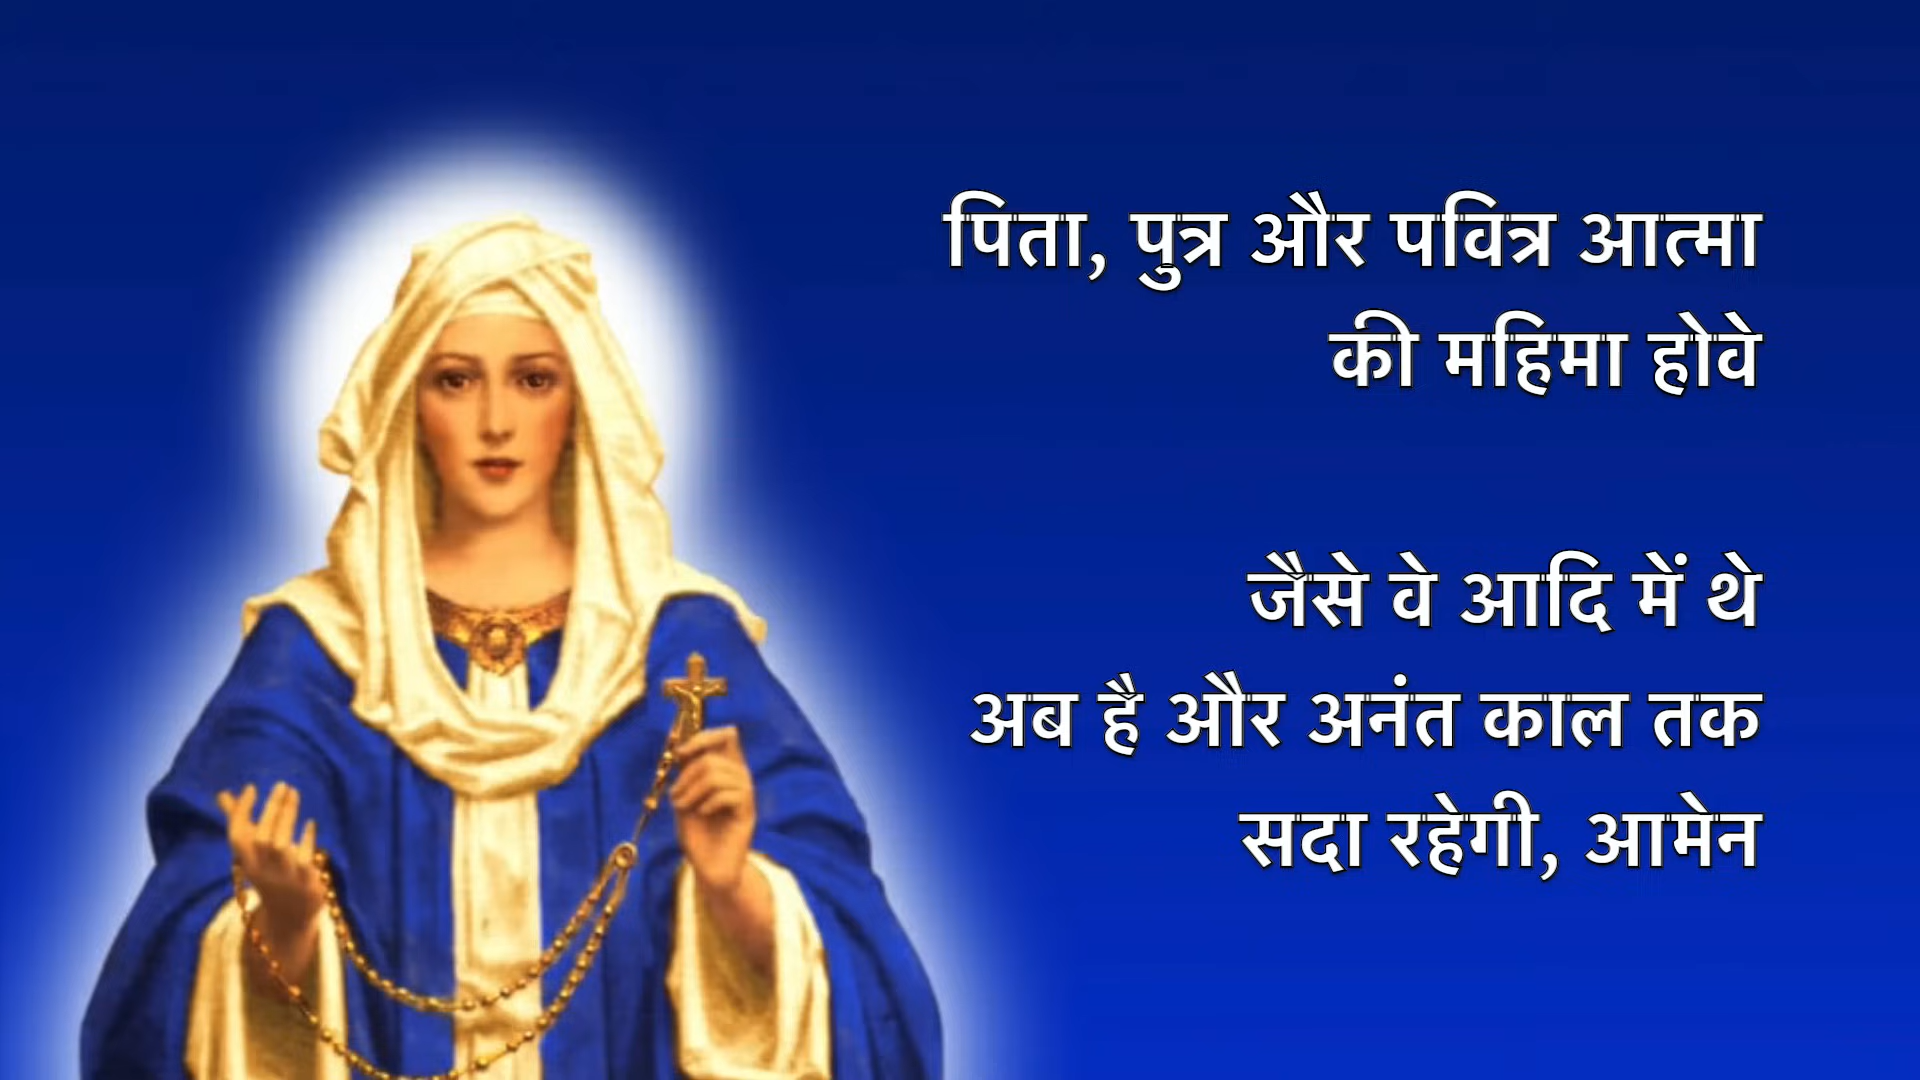 पिता, पुत्र और पवित्र आत्मा
की महिमा होवे
जैसे वे आदि में थे
अब है और अनंत काल तक
सदा रहेगी, आमेन